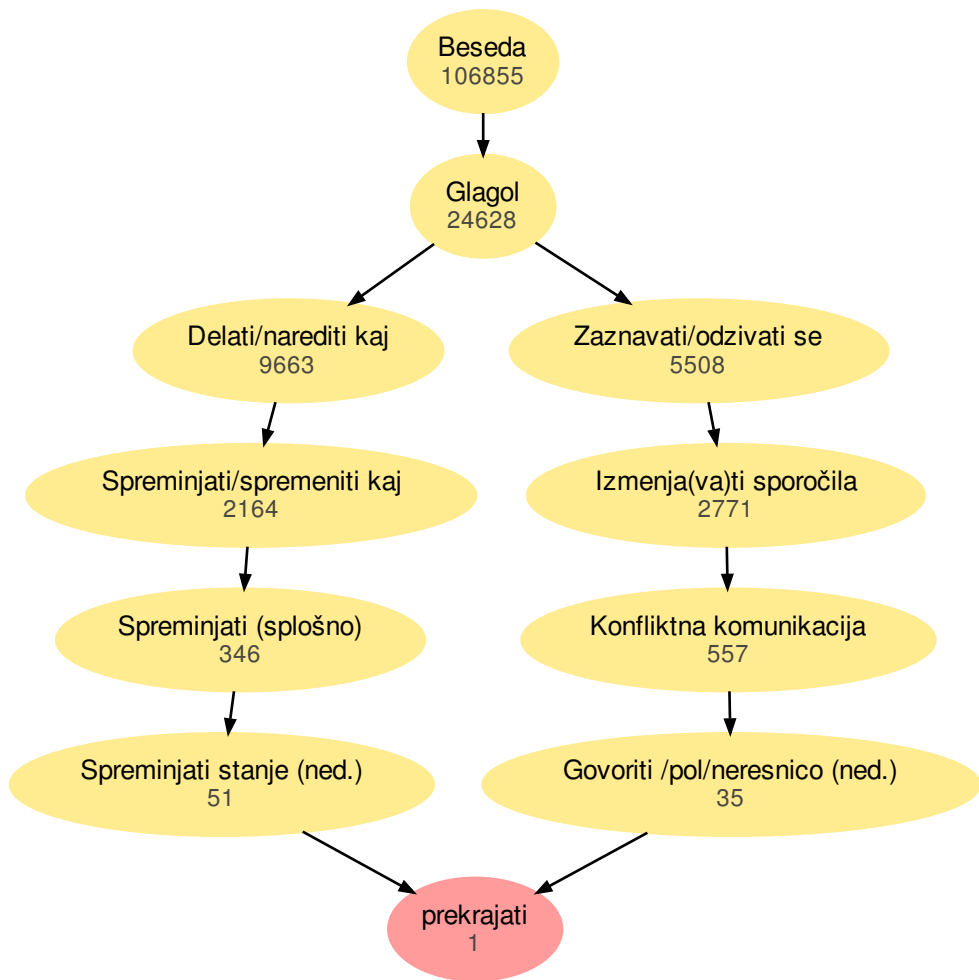 Beseda
106855
Glagol
24628
Delati/narediti kaj
9663
Zaznavati/odzivati se
5508
Spreminjati/spremeniti kaj
2164
Izmenja(va)ti sporočila
2771
Spreminjati (splošno)
346
Konfliktna komunikacija
557
Spreminjati stanje (ned.)
51
Govoriti /pol/neresnico (ned.)
35
prekrajati
1